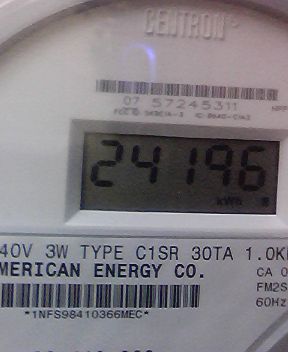 CENTRON
07 57245311
24196
kWh
40V 3W TYPE C1SR 30TA 1.0K
MERICAN ENERGY CO.
CA 0
FM2S
60Hz
*1NFS98410366MEC*